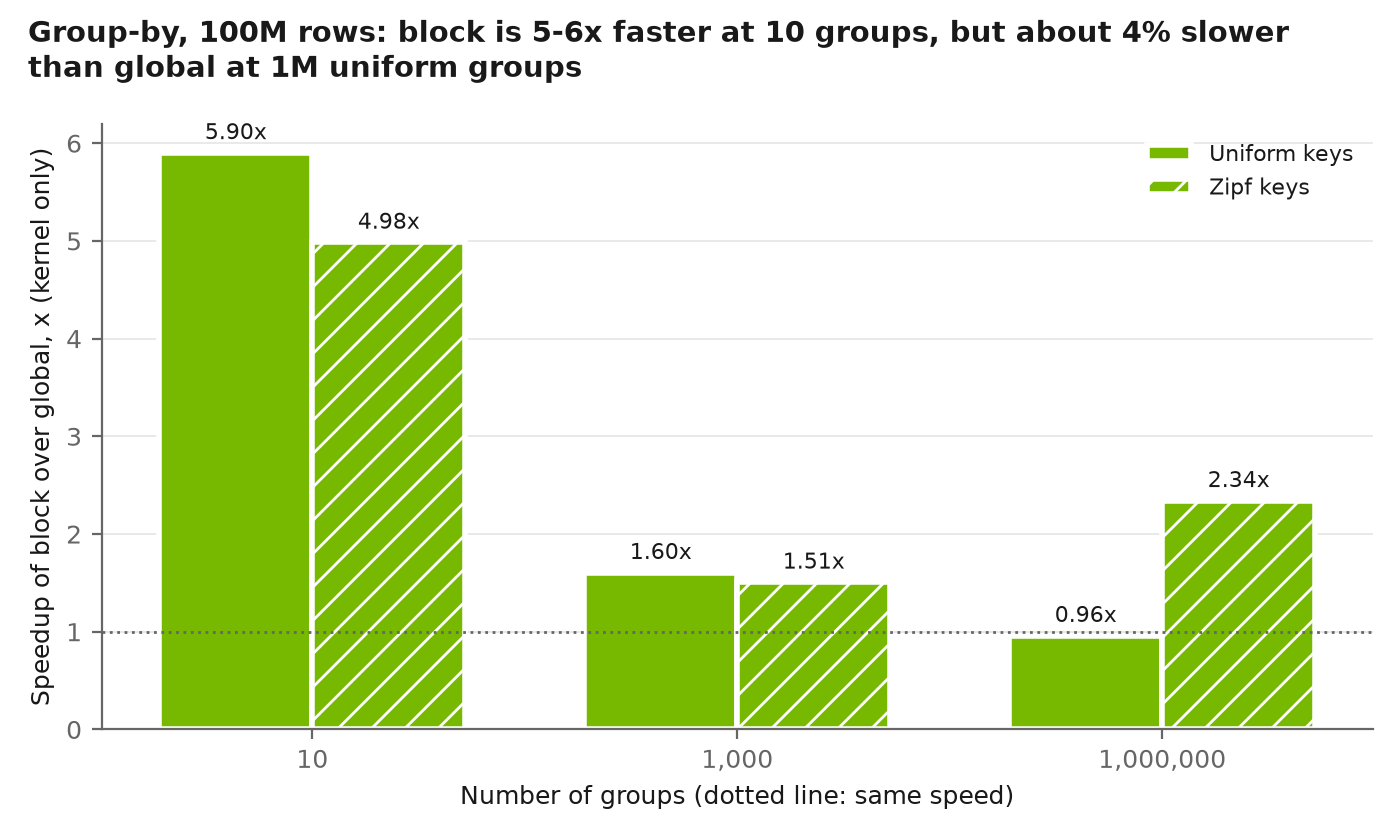 Group-by, 100M rows: block is 5-6x faster at 10 groups, but about 4% slower
than global at 1M uniform groups
Speedup of block over global, x (kernel only)
6
5
4
3
2
1
0
5.90x
4.98x
1.60x
1.51x
0.96x
2.34x
Uniform keys
Zipf keys
10
1,000
1,000,000
Number of groups (dotted line: same speed)